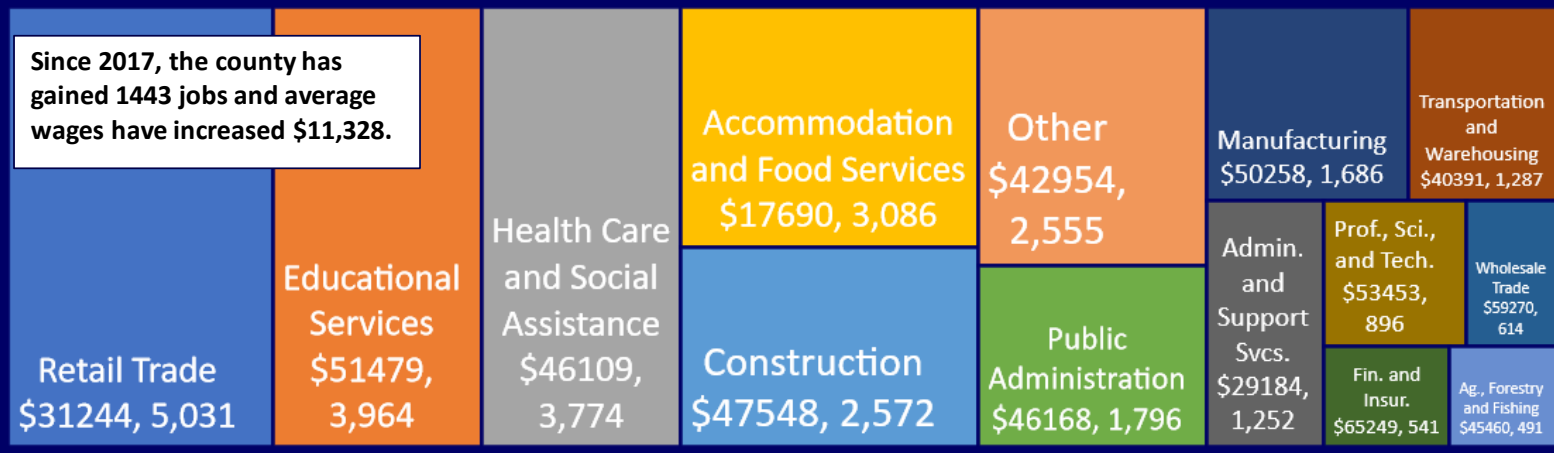 Since 2017, the county has
gained 1443 jobs and average
wages have increased $11,328.
Retail Trade
$31244, 5,031
Educational
Services
$51479,
3,964
Health Care
and Social
Assistance
$46109,
3,774
Accommodation
and Food Services
$17690, 3,086
Construction
$47548, 2,572
Other
$42954,
2,555
Public
Administration
$46168, 1,796
Manufacturing
$50258, 1,686
Transportation
and
Warehousing
$40391, 1,287
Admin.
and
Support
Svcs.
$29184,
1,252
Prof., Sci.,
and Tech.
$53453,
896
Wholesale
Trade
$59270,
614
Fin. and
Insur.
$65249, 541
Ag., Forestry
and Fishing
$45460, 491